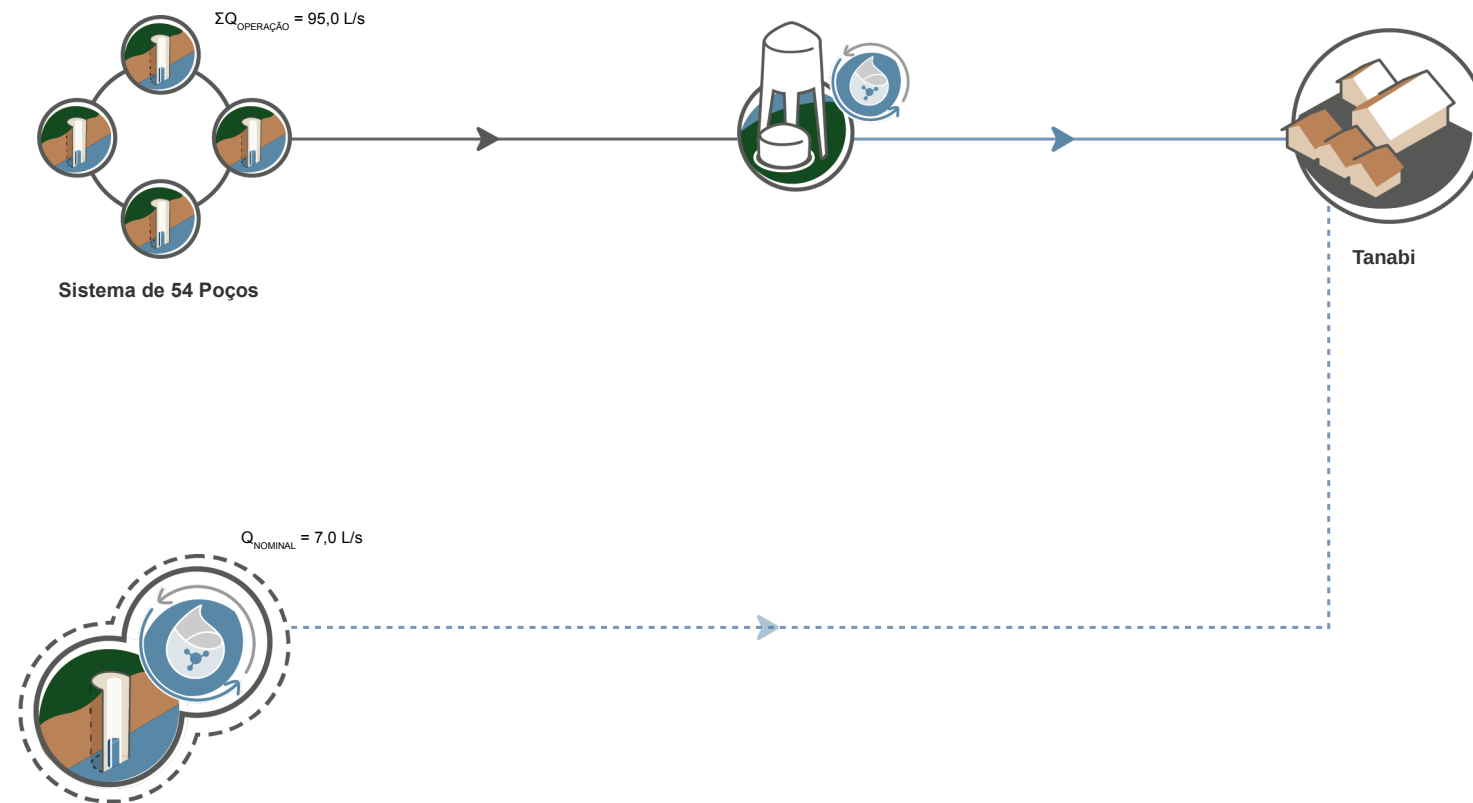 ΣQOPERAÇÃO = 95,0 L/s
Sistema de 54 Poços
Tanabi
QNOMINAL = 7,0 L/s